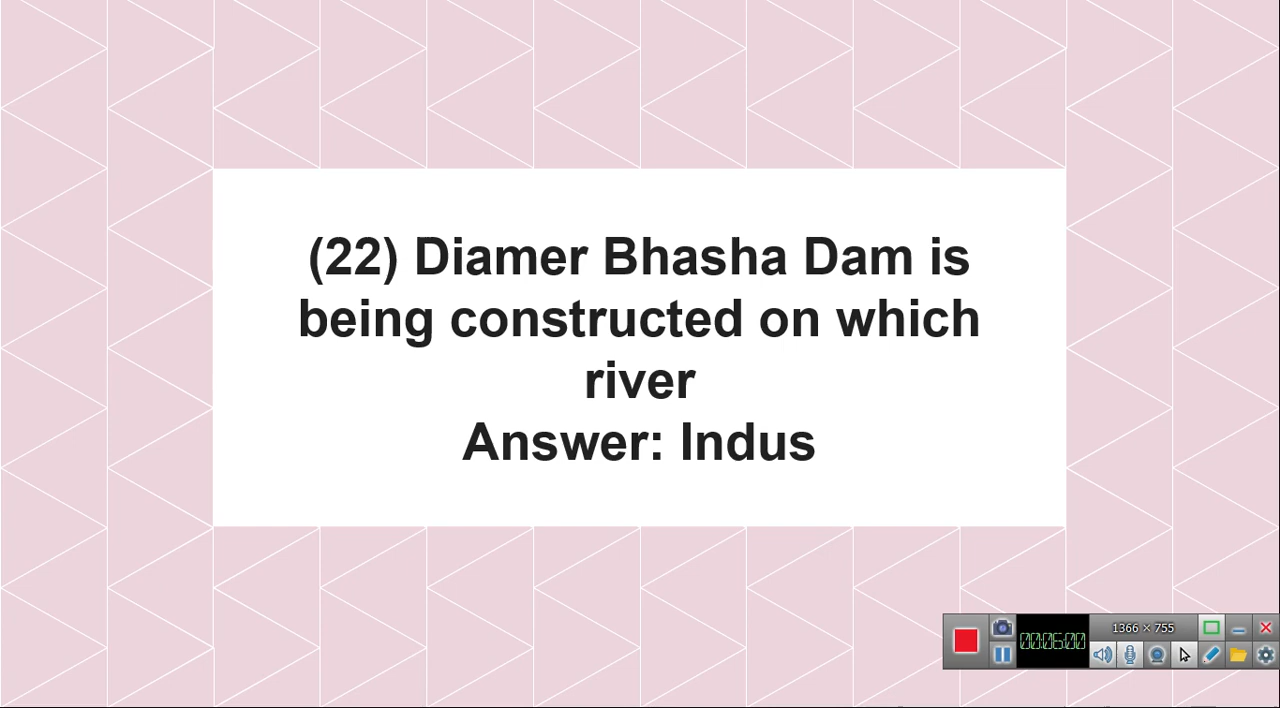 (22) Diamer Bhasha Dam is
being constructed on which
river
Answer: Indus
1366 × 755
00:06:00